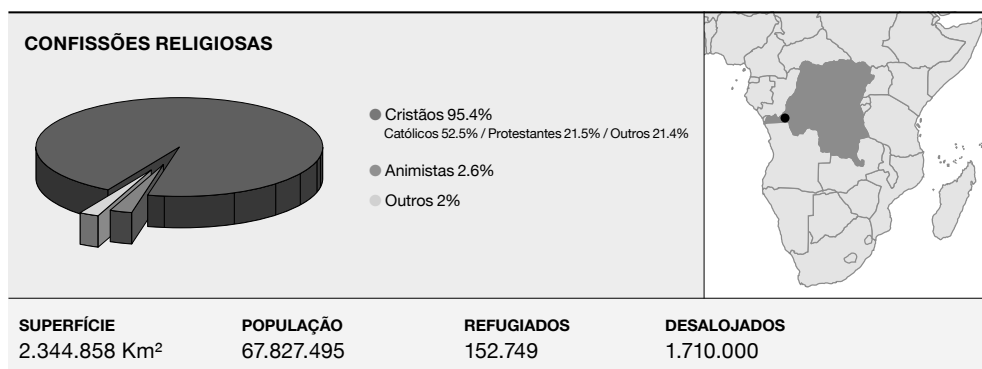 CONFISSÕES RELIGIOSAS
Cristãos 95.4%
Católicos 52.5% / Protestantes 21.5% / Outros 21.4%
Animistas 2.6%
Outros 2%
SUPERFÍCIE
2.344.858 Km²
POPULAÇÃO
67.827.495
REFUGIADOS
152.749
DESALOJADOS
1.710.000